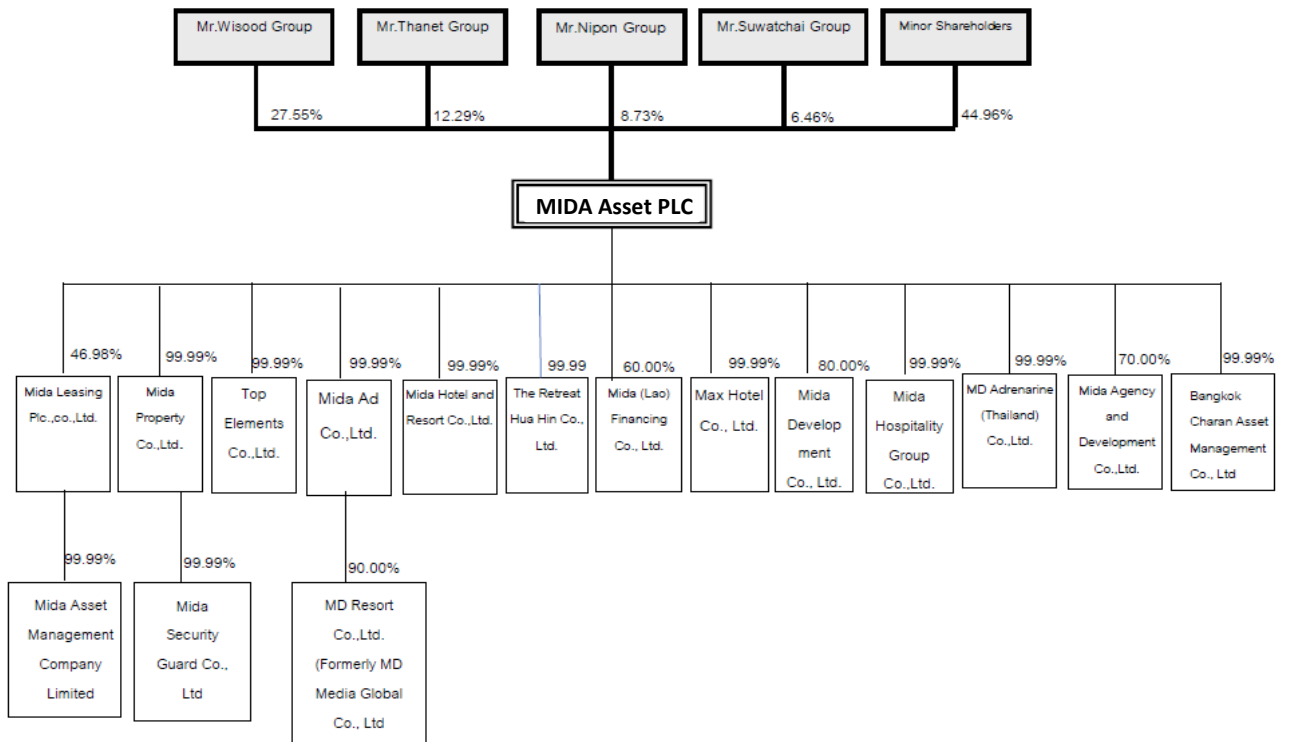 Mr.Wisood Group
Mr.Thanet Group
Mr.Nipon Group
Mr.Suwatchai Group
Minor Shareholders
27.55%
12.29%
8.73%
6.46%
44.96%
MIDA Asset PLC
46.98%
99.99%
99.99%
99.99%
99.99%
99.99
60.00%
99.99%
80.00%
99.99%
99.99%
70.00%
99.99%
Mida Leasing
Plc.,co.,Ltd.
Mida
Property
Co.,Ltd.
Top
Elements
Co.,Ltd.
Mida Ad
Co.,Ltd.
Mida Hotel and
Resort Co.,Ltd.
The Retreat
Hua Hin Co.,
Ltd.
Mida (Lao)
Financing
Co., Ltd.
Max Hotel
Co., Ltd.
Mida
Develop
ment
Co., Ltd.
Mida
Hospitality
Group
Co.,Ltd.
MD Adrenarine
(Thailand)
Co.,Ltd.
Mida Agency
and
Development
Co.,Ltd.
Bangkok
Charan Asset
Management
Co., Ltd
99.99%
99.99%
90.00%
Mida Asset
Management
Company
Limited
Mida
Security
Guard Co.,
Ltd
MD Resort
Co.,Ltd.
(Formerly MD
Media Global
Co., Ltd